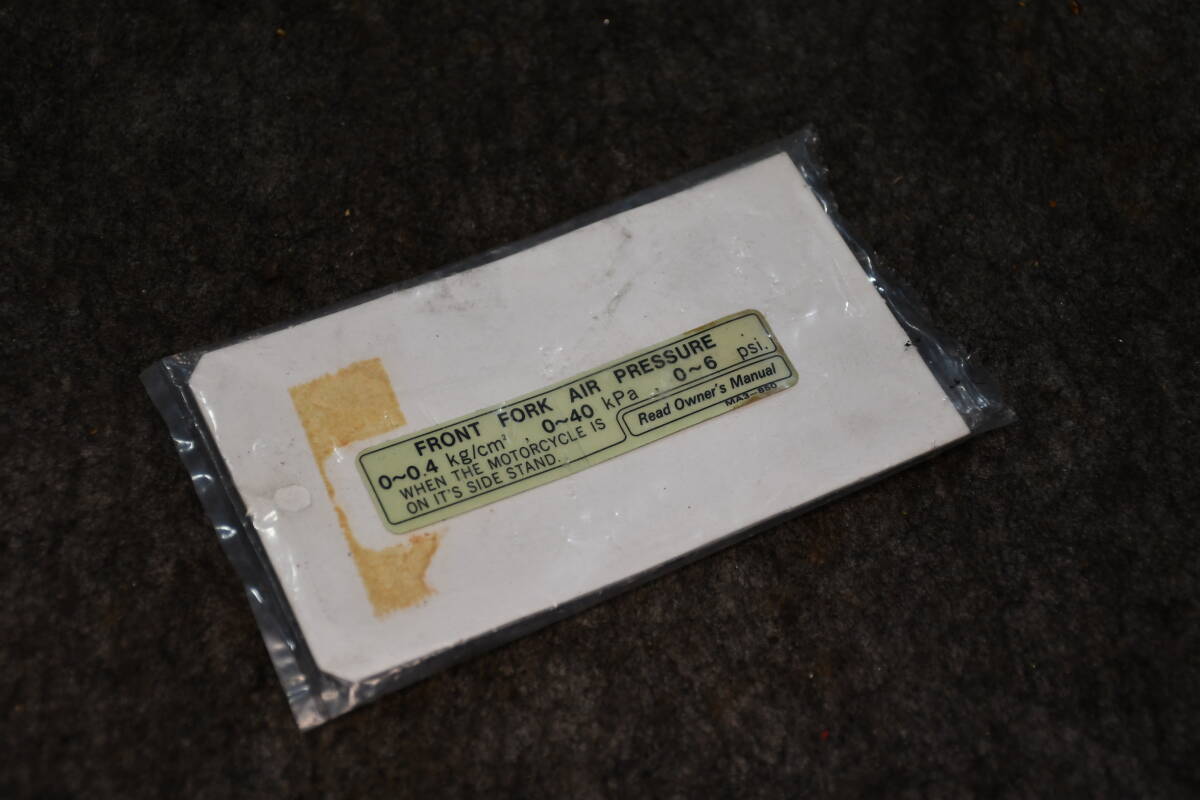 FRONT FORK AIR PRESSURE
0~0.4 kg/cm², 0~40 kPa, 0~6 psi.
WHEN THE MOTORCYCLE IS
ON IT'S SIDE STAND.
Read Owner's Manual
MA3-850